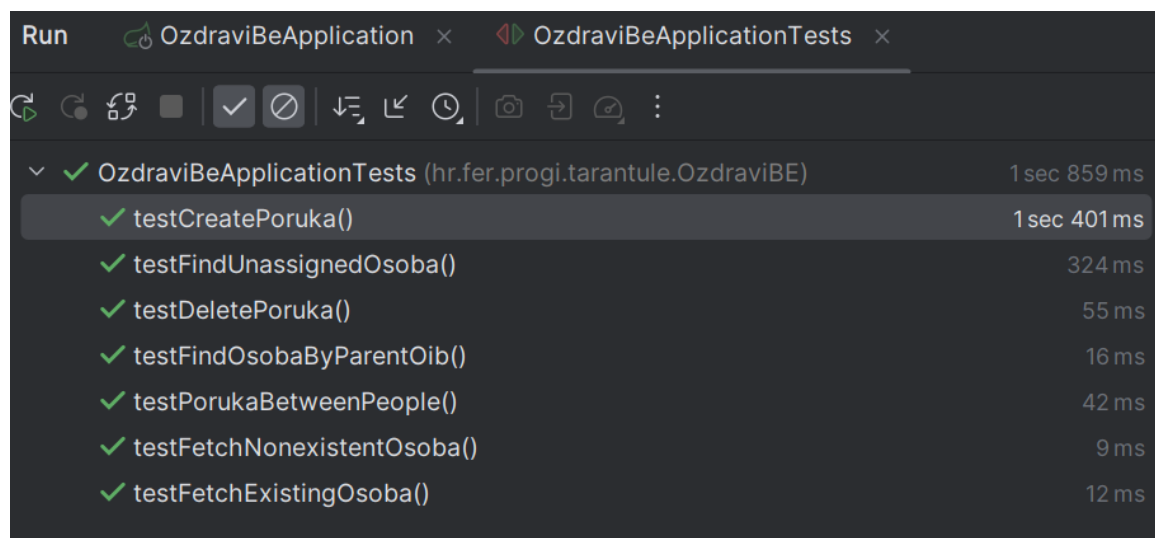 Run OzdraviBeApplication × OzdraviBeApplicationTests ×
OzdraviBeApplicationTests (hr.fer.progi.tarantule.OzdraviBE) 1 sec 859 ms
testCreatePoruka() 1 sec 401 ms
testFindUnassignedOsoba() 324 ms
testDeletePoruka() 55 ms
testFindOsobaByParentOib() 16 ms
testPorukaBetweenPeople() 42 ms
testFetchNonexistentOsoba() 9 ms
testFetchExistingOsoba() 12 ms